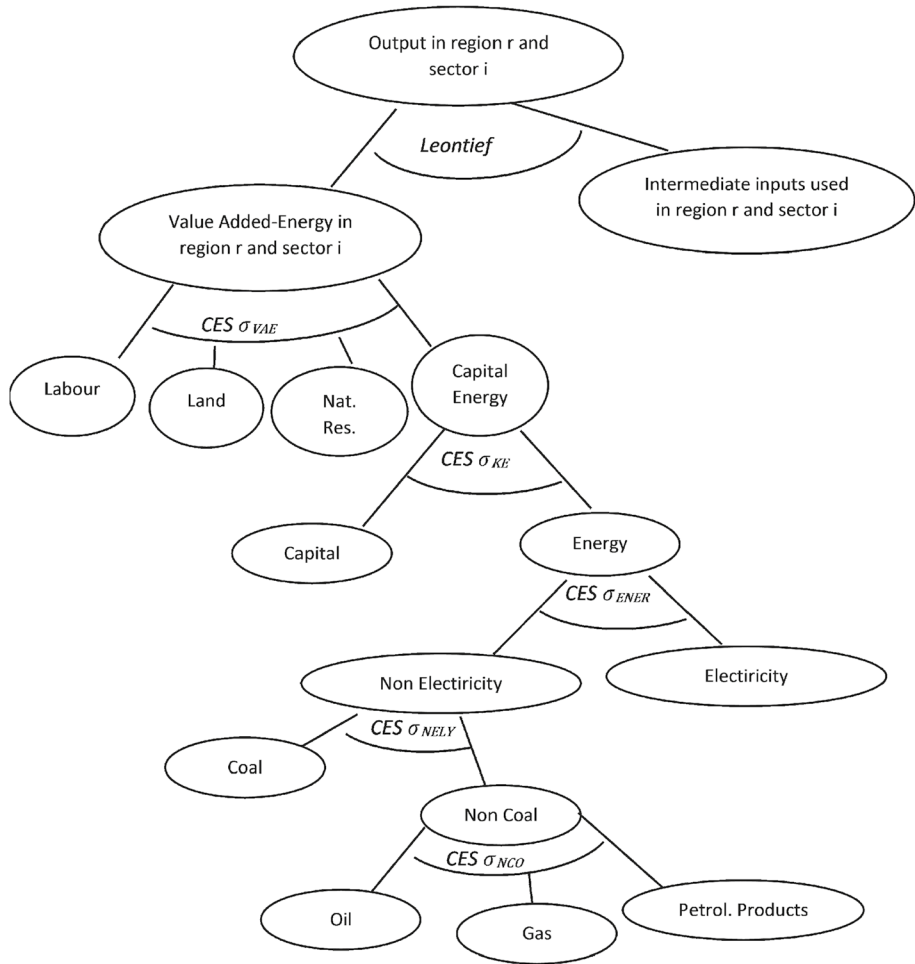 Output in region r and
sector i
Leontief
Intermediate inputs used
in region r and sector i
Value Added-Energy in
region r and sector i
CES σVAE
Labour
Land
Nat.
Res.
Capital
Energy
CES σKE
Capital
Energy
CES σENER
Non Electiricity
Electiricity
CES σNELY
Coal
Non Coal
CES σNCO
Oil
Gas
Petrol. Products